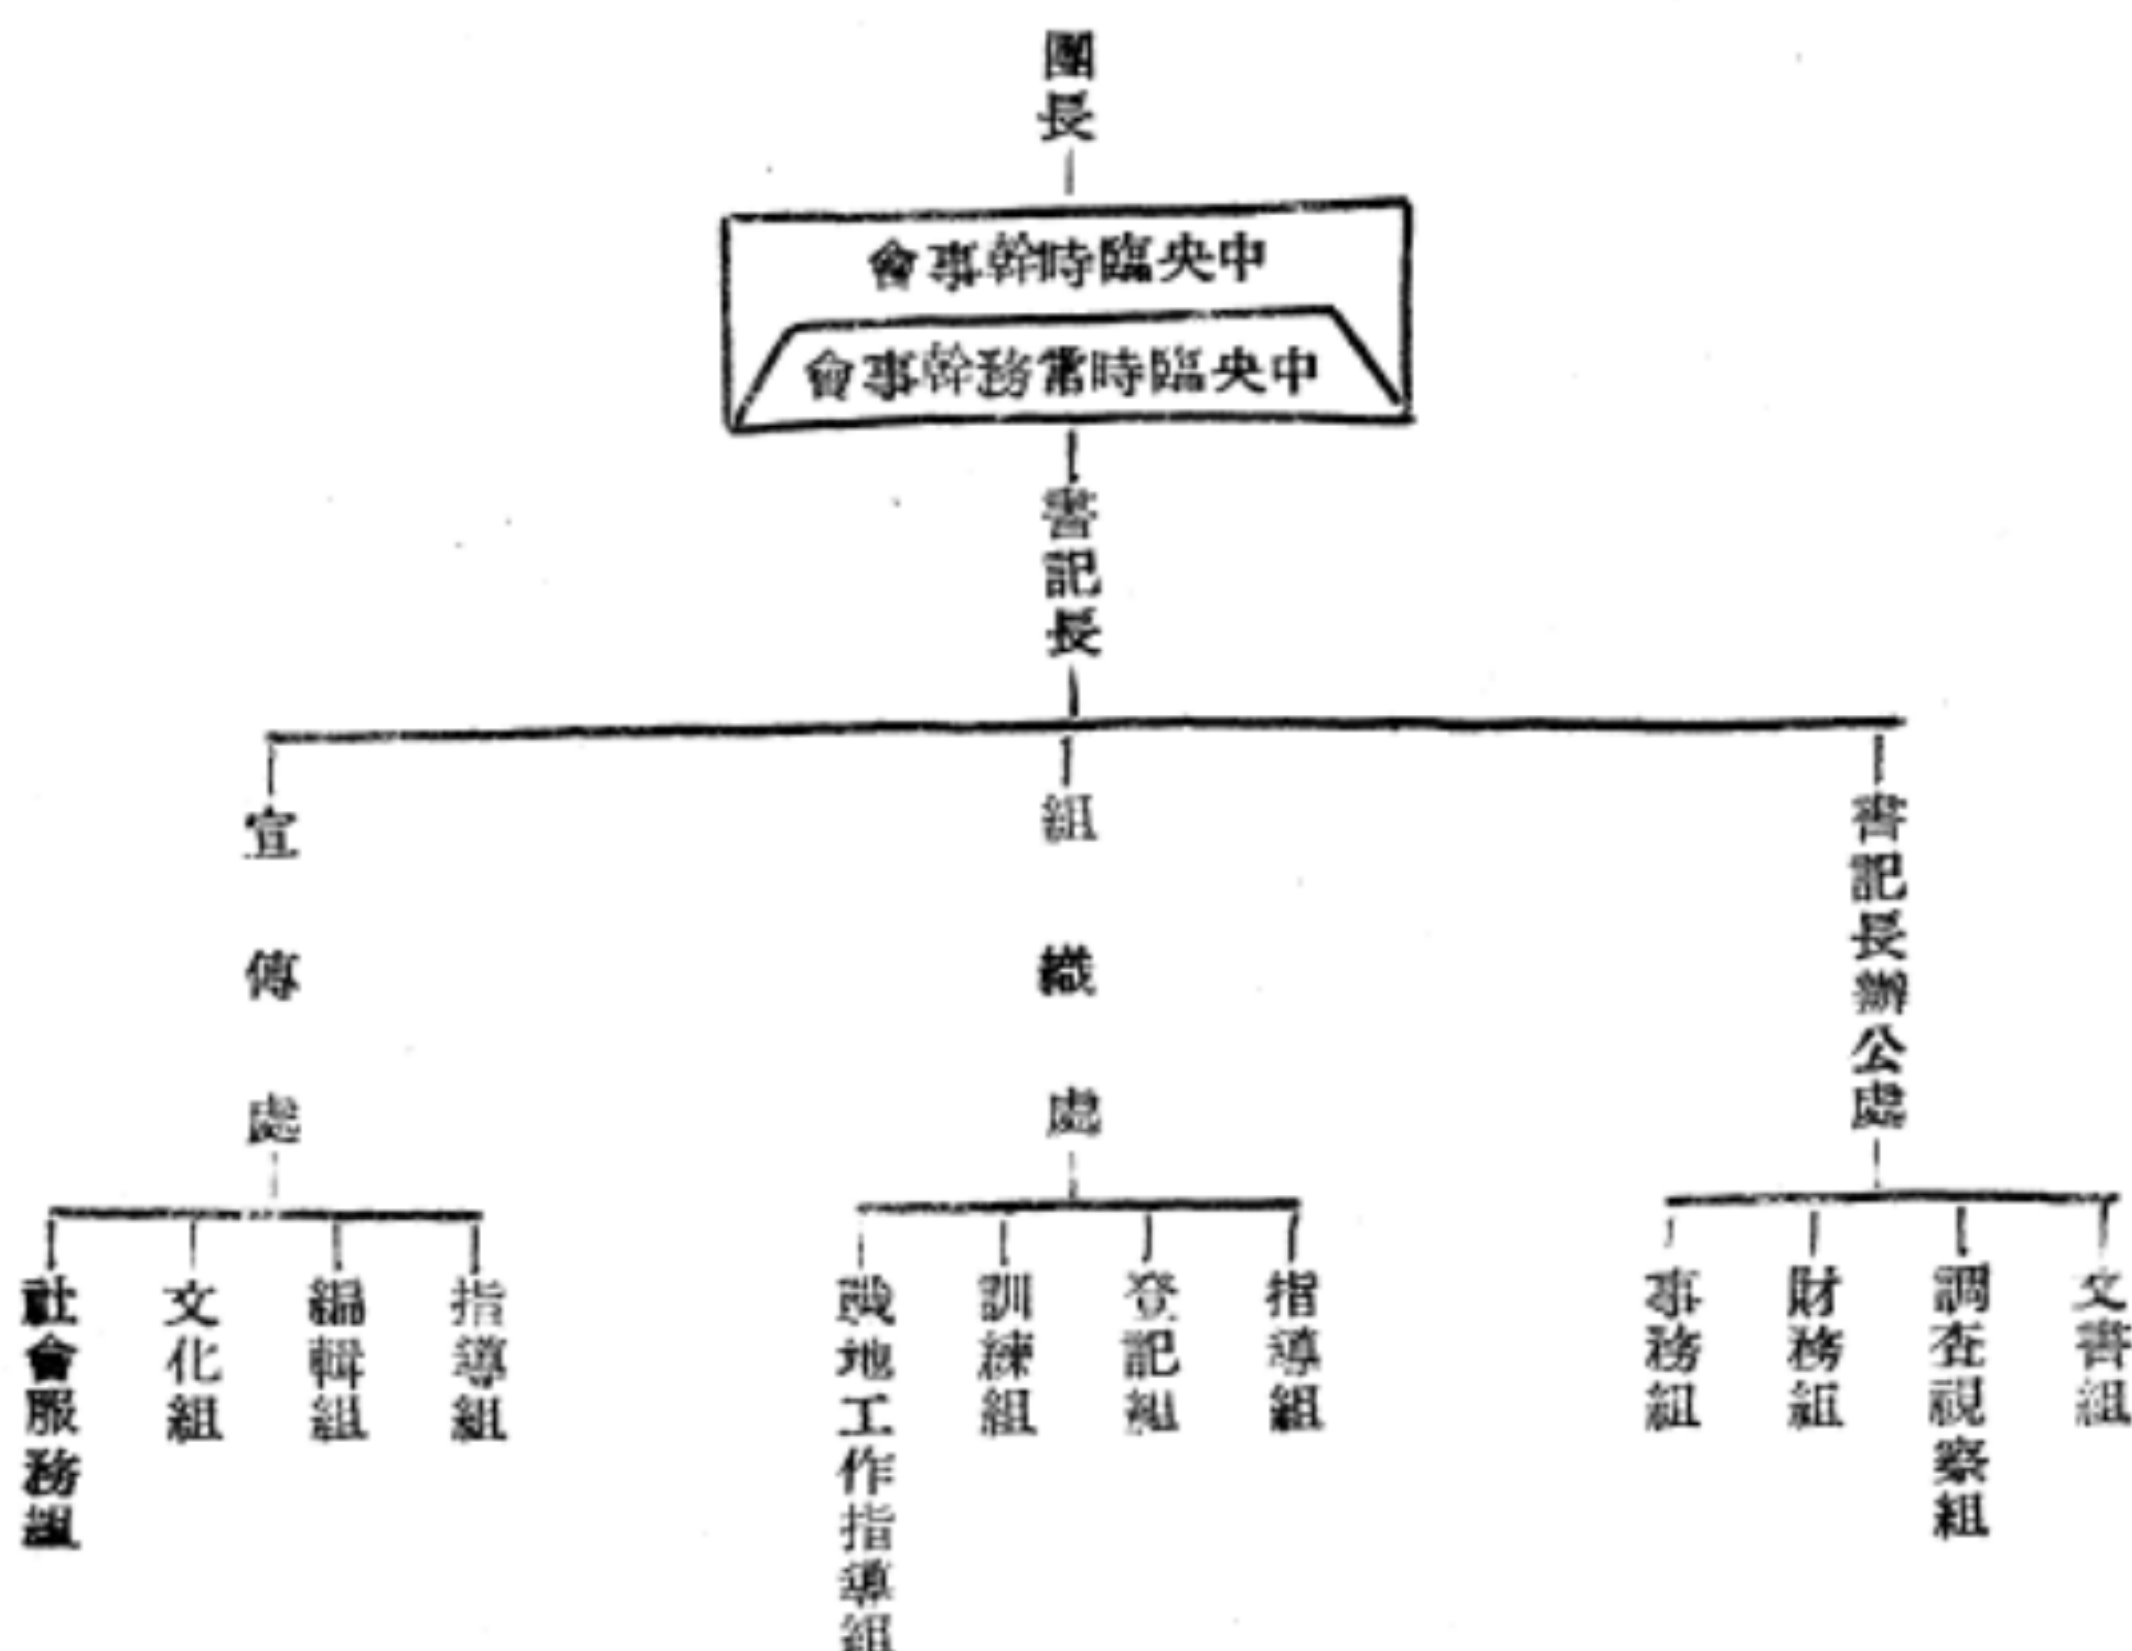 團長
中央臨時幹事會
中央臨時常務幹事會
書記長
書記長辦公處
組織處
宣傳處
文書組
調查視察組
財務組
事務組
指導組
登記組
訓練組
戰地工作指導組
指導組
編輯組
文化組
社會服務組